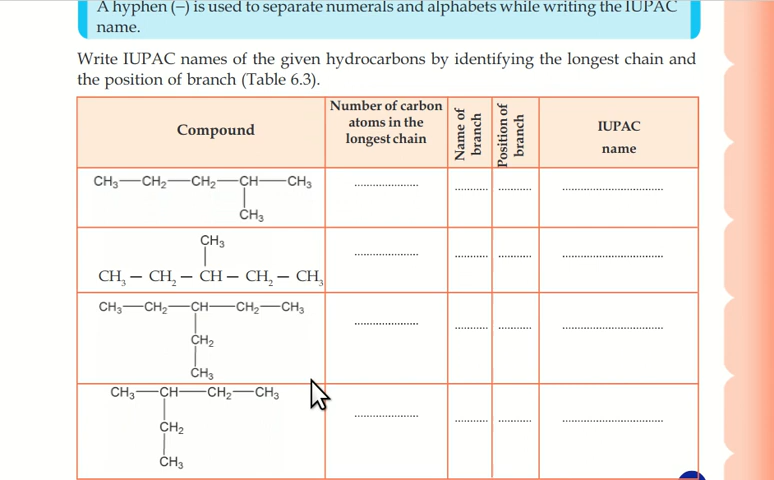 A hyphen (–) is used to separate numerals and alphabets while writing the IUPAC
name.
Write IUPAC names of the given hydrocarbons by identifying the longest chain and
the position of branch (Table 6.3).
Compound
Number of carbon
atoms in the
longest chain
Name of
branch
Position of
branch
IUPAC
name
CH₃—CH₂—CH₂—CH—CH₃
CH₃
CH₃
CH₃ – CH₂ – CH – CH₂ – CH₃
CH₃—CH₂—CH—CH₂—CH₃
CH₂
CH₃
CH₃—CH—CH₂—CH₃
CH₂
CH₃